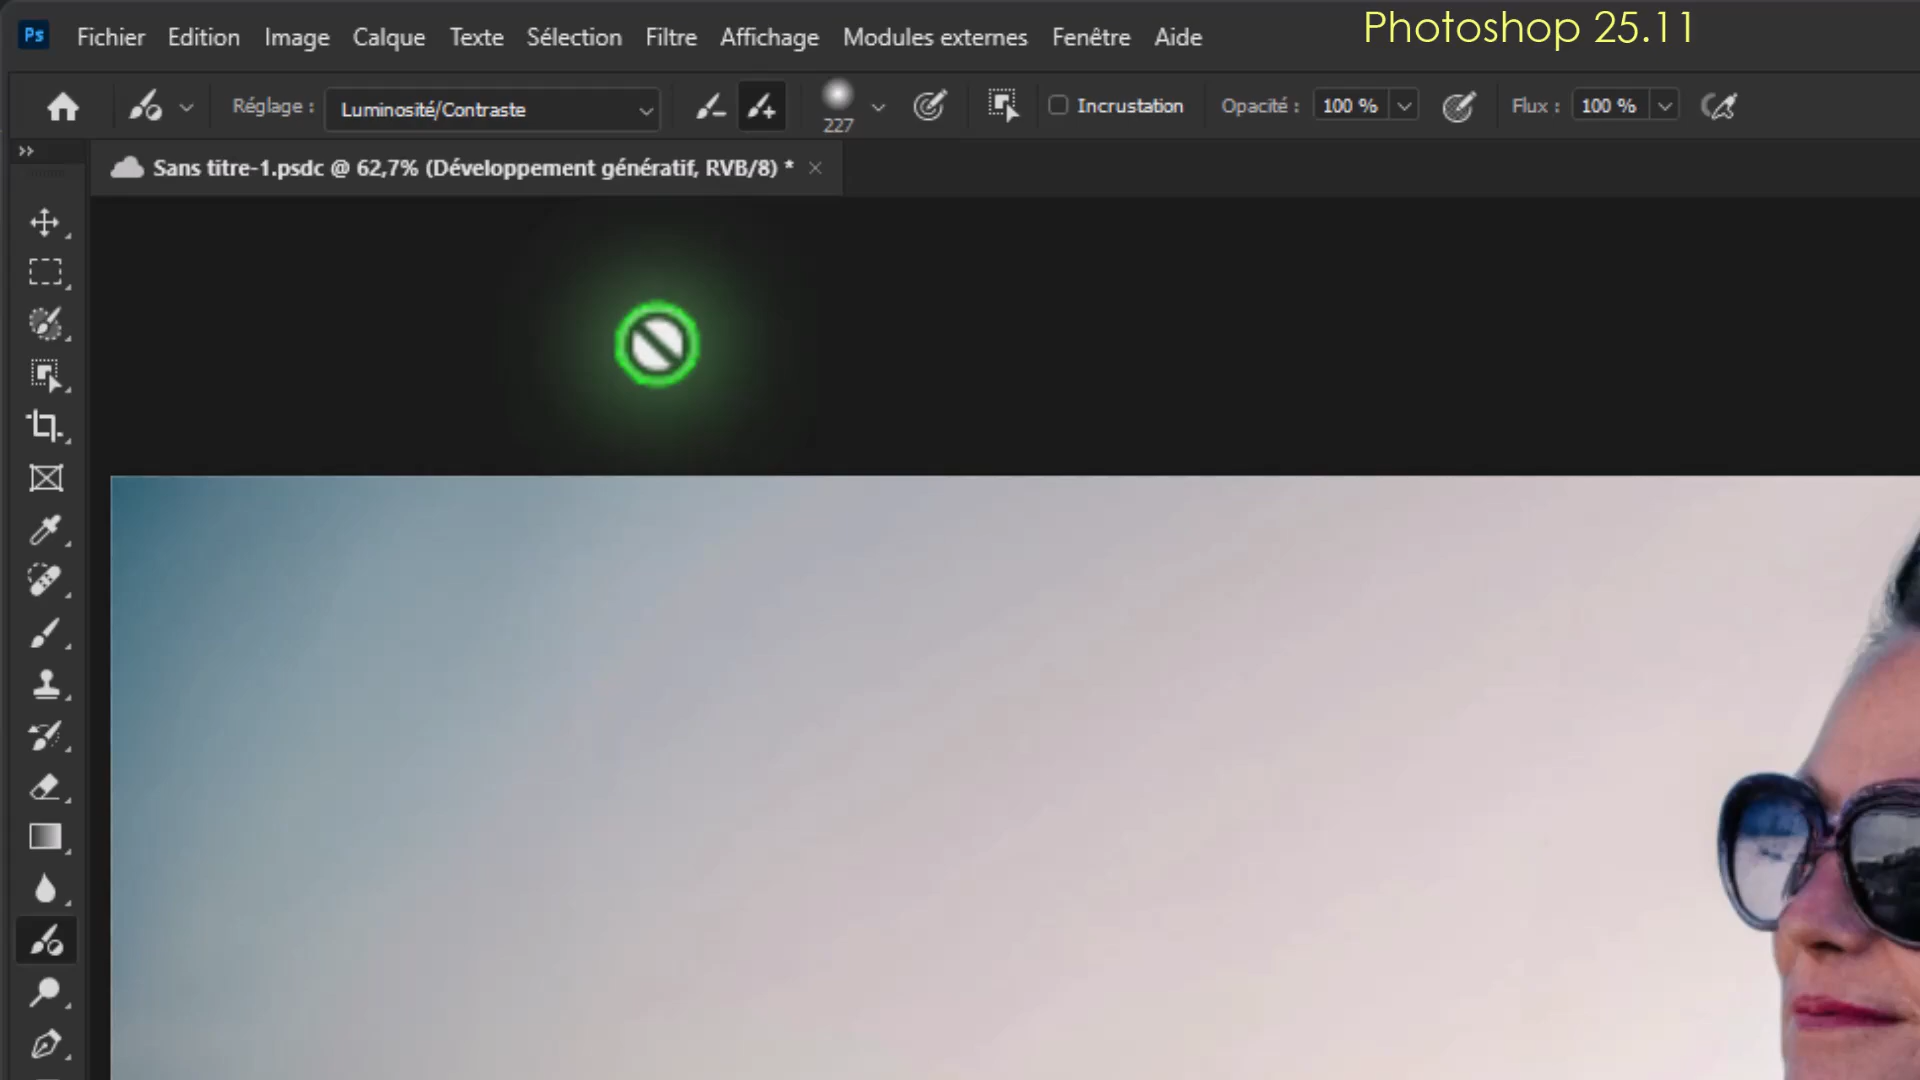 Photoshop 25.11
Ps Fichier Edition Image Calque Texte Sélection Filtre Affichage Modules externes Fenêtre Aide
Réglage : Luminosité/Contraste 227 Incrustation Opacité : 100 % Flux : 100 %
Sans titre-1.psdc @ 62,7% (Développement génératif, RVB/8) *